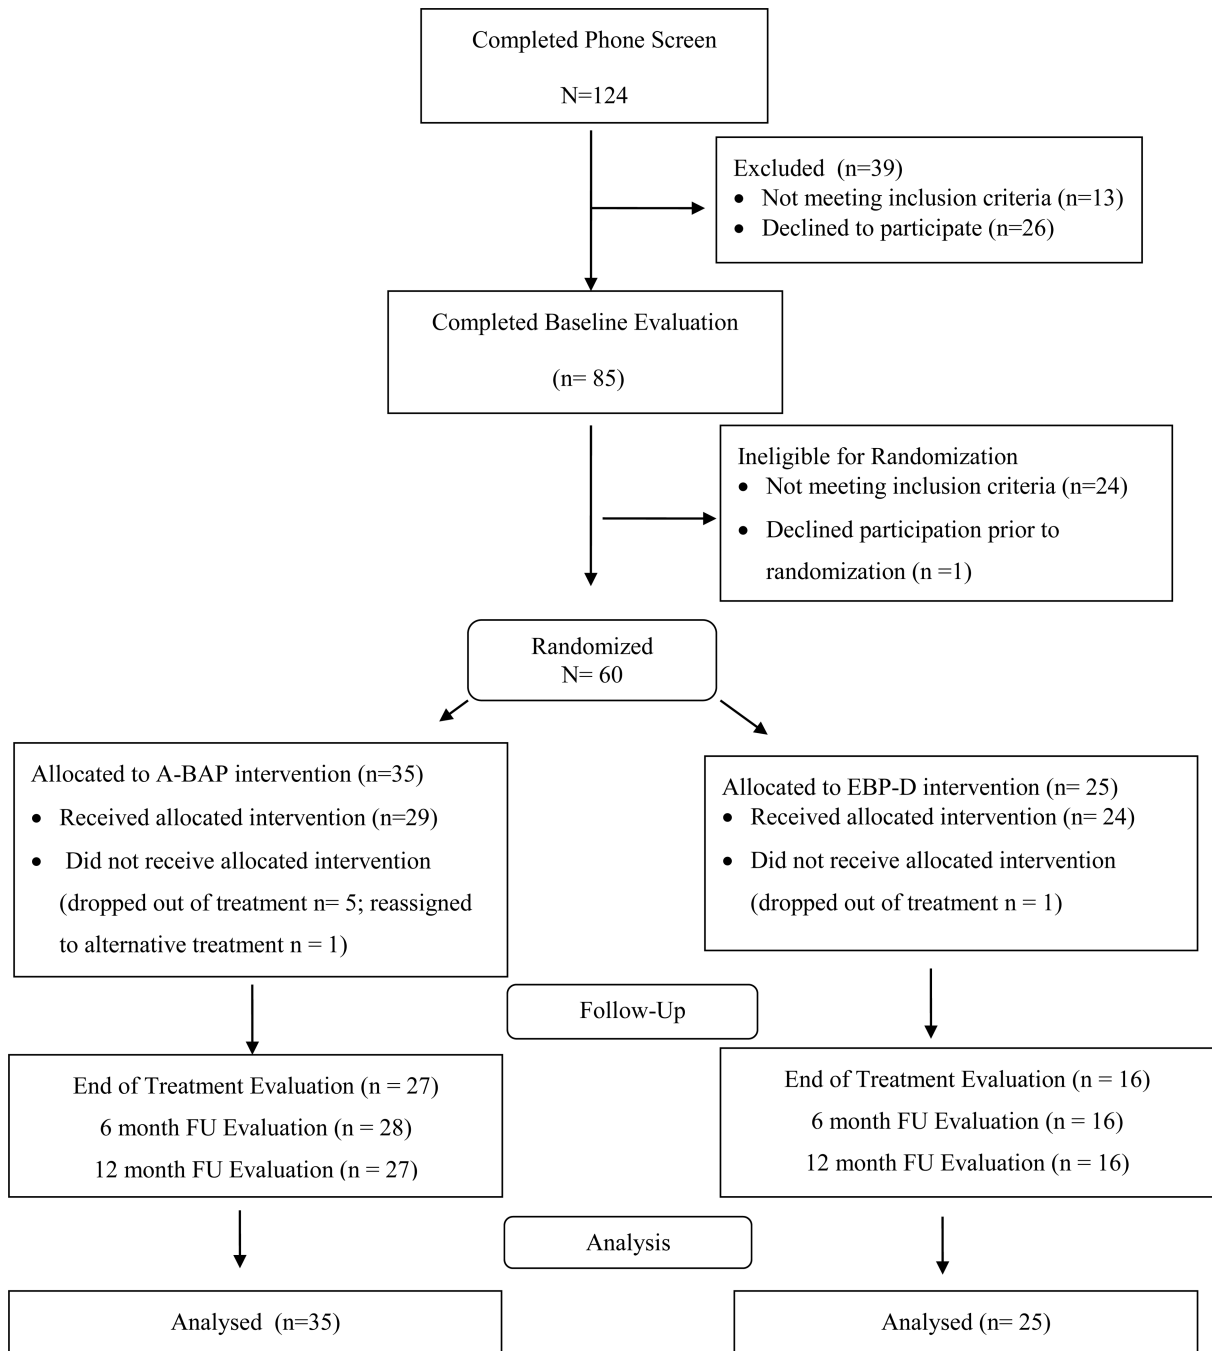 Completed Phone Screen
N=124
Excluded  (n=39)
• Not meeting inclusion criteria (n=13)
• Declined to participate (n=26)
Completed Baseline Evaluation
(n= 85)
Ineligible for Randomization
• Not meeting inclusion criteria (n=24)
• Declined participation prior to
randomization (n =1)
Randomized
N= 60
Allocated to A-BAP intervention (n=35)
• Received allocated intervention (n=29)
• Did not receive allocated intervention
(dropped out of treatment n= 5; reassigned
to alternative treatment n = 1)
Allocated to EBP-D intervention (n= 25)
• Received allocated intervention (n= 24)
• Did not receive allocated intervention
(dropped out of treatment n = 1)
Follow-Up
End of Treatment Evaluation (n = 27)
6 month FU Evaluation (n = 28)
12 month FU Evaluation (n = 27)
End of Treatment Evaluation (n = 16)
6 month FU Evaluation (n = 16)
12 month FU Evaluation (n = 16)
Analysis
Analysed  (n=35)
Analysed (n= 25)